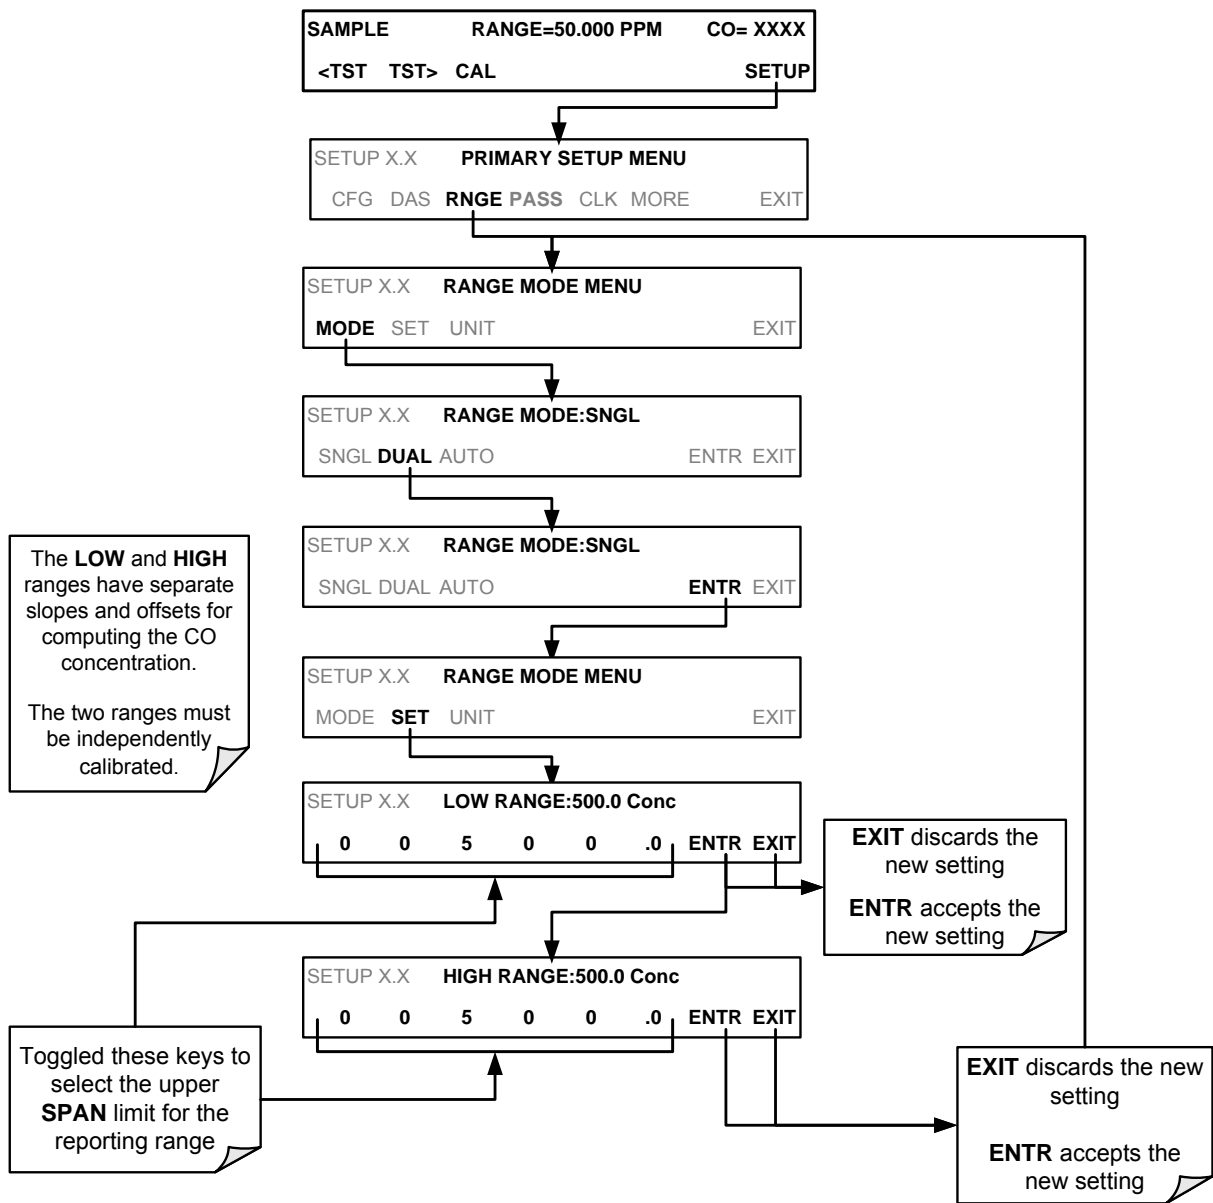 SAMPLE RANGE=50.000 PPM CO= XXXX
<TST TST> CAL SETUP
SETUP X.X PRIMARY SETUP MENU
CFG DAS RNGE PASS CLK MORE EXIT
SETUP X.X RANGE MODE MENU
MODE SET UNIT EXIT
SETUP X.X RANGE MODE:SNGL
SNGL DUAL AUTO ENTR EXIT
SETUP X.X RANGE MODE:SNGL
SNGL DUAL AUTO ENTR EXIT
The LOW and HIGH
ranges have separate
slopes and offsets for
computing the CO
concentration.
The two ranges must
be independently
calibrated.
SETUP X.X RANGE MODE MENU
MODE SET UNIT EXIT
SETUP X.X LOW RANGE:500.0 Conc
0 0 5 0 0 .0 ENTR EXIT
EXIT discards the
new setting
ENTR accepts the
new setting
SETUP X.X HIGH RANGE:500.0 Conc
0 0 5 0 0 .0 ENTR EXIT
Toggled these keys to
select the upper
SPAN limit for the
reporting range
EXIT discards the new
setting
ENTR accepts the
new setting